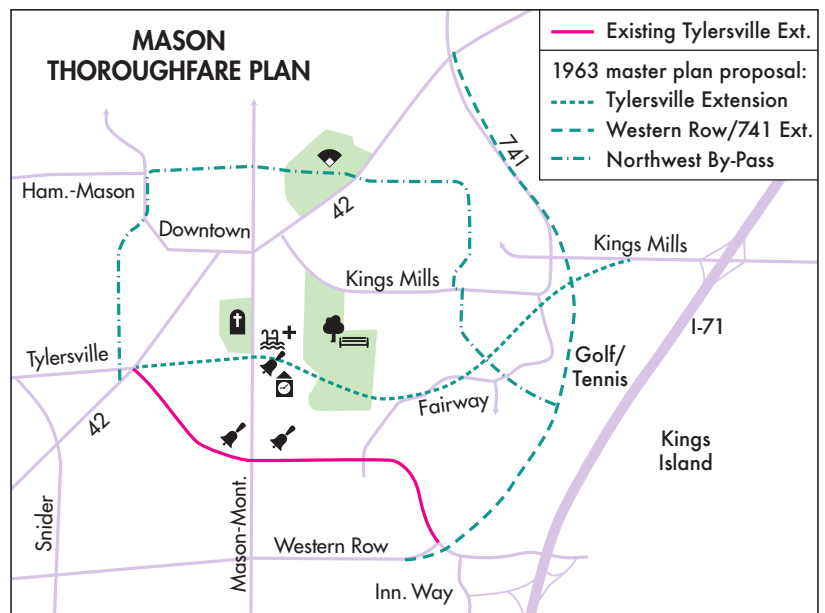 MASON
THOROUGHFARE PLAN
Existing Tylersville Ext.
1963 master plan proposal:
Tylersville Extension
Western Row/741 Ext.
Northwest By-Pass
741
Ham.-Mason
42
Downtown
Kings Mills
Kings Mills
I-71
Tylersville
Golf/
Tennis
Fairway
42
Kings
Island
Snider
Mason-Mont.
Western Row
Inn. Way